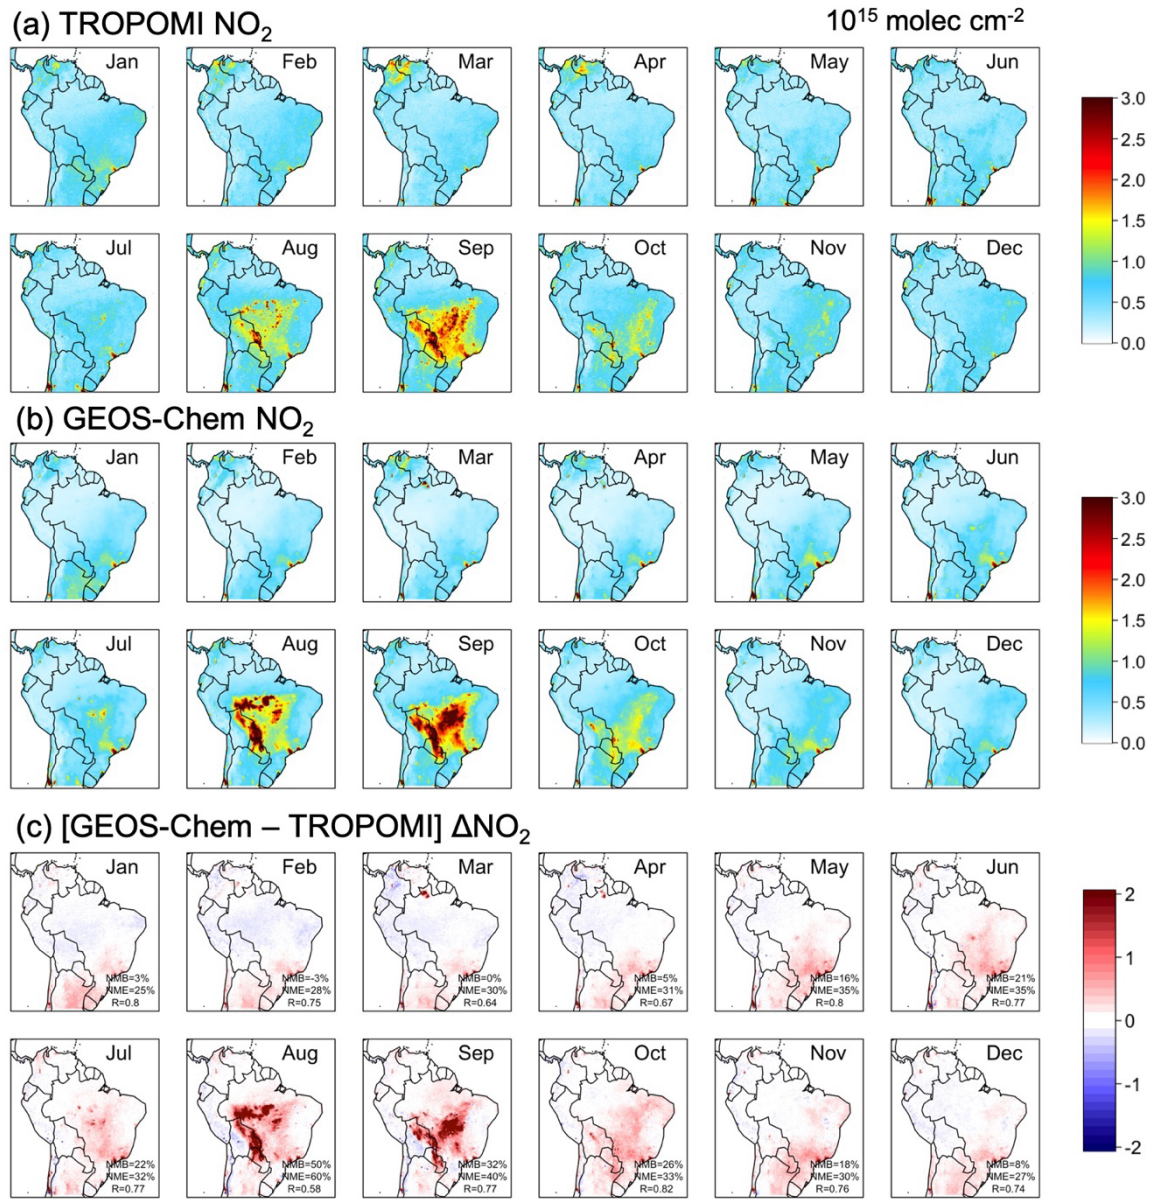 (a) TROPOMI NO2
10^15 molec cm^-2
Jan Feb Mar Apr May Jun
3.0
2.5
2.0
1.5
1.0
0.5
0.0
Jul Aug Sep Oct Nov Dec
(b) GEOS-Chem NO2
Jan Feb Mar Apr May Jun
3.0
2.5
2.0
1.5
1.0
0.5
0.0
Jul Aug Sep Oct Nov Dec
(c) [GEOS-Chem – TROPOMI] ΔNO2
Jan Feb Mar Apr May Jun
NMB=3% NMB=-3% NMB=0% NMB=5% NMB=16% NMB=21%
NME=25% NME=28% NME=30% NME=31% NME=35% NME=35%
R=0.8 R=0.75 R=0.64 R=0.67 R=0.8 R=0.77
2
1
0
-1
-2
Jul Aug Sep Oct Nov Dec
NMB=22% NMB=50% NMB=32% NMB=26% NMB=18% NMB=8%
NME=32% NME=60% NME=40% NME=33% NME=30% NME=27%
R=0.77 R=0.58 R=0.77 R=0.82 R=0.76 R=0.74